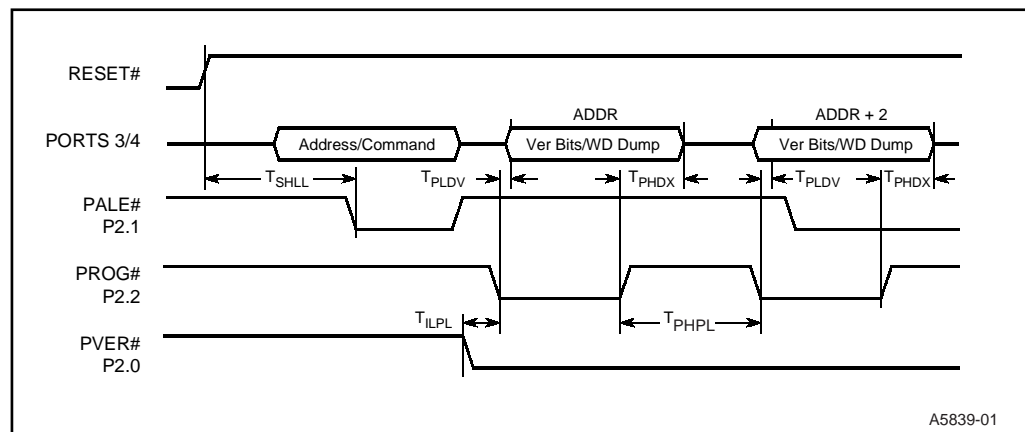 RESET#
ADDR
ADDR + 2
PORTS 3/4
Address/Command
Ver Bits/WD Dump
Ver Bits/WD Dump
TSHLL
TPLDV
TPHDX
TPLDV
TPHDX
PALE#
P2.1
PROG#
P2.2
TILPL
TPHPL
PVER#
P2.0
A5839-01